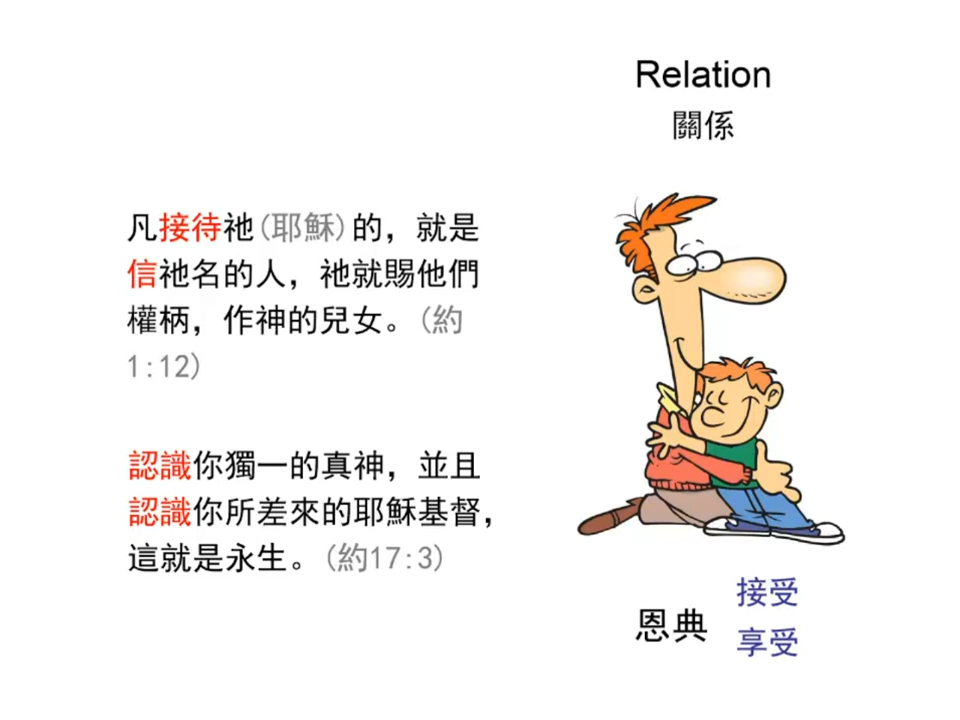 Relation
關係
凡接待祂(耶穌)的，就是
信祂名的人，祂就賜他們
權柄，作神的兒女。(約
1:12)
認識你獨一的真神，並且
認識你所差來的耶穌基督，
這就是永生。(約17:3)
恩典
接受
享受